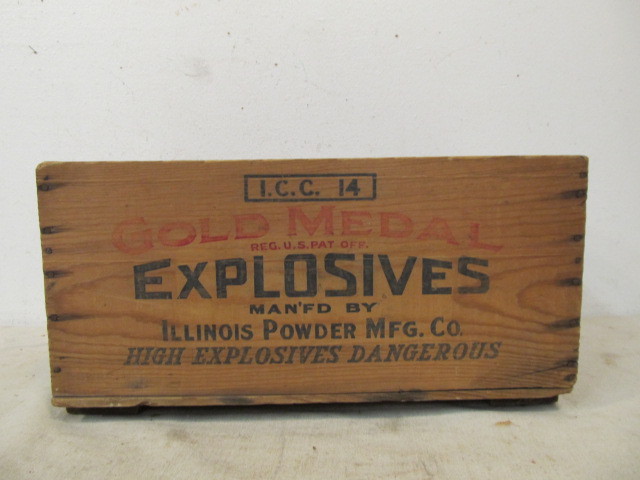 I.C.C. 14
GOLD MEDAL
REG. U.S. PAT. OFF.
EXPLOSIVES
MAN'FD BY
ILLINOIS POWDER MFG. CO.
HIGH EXPLOSIVES DANGEROUS